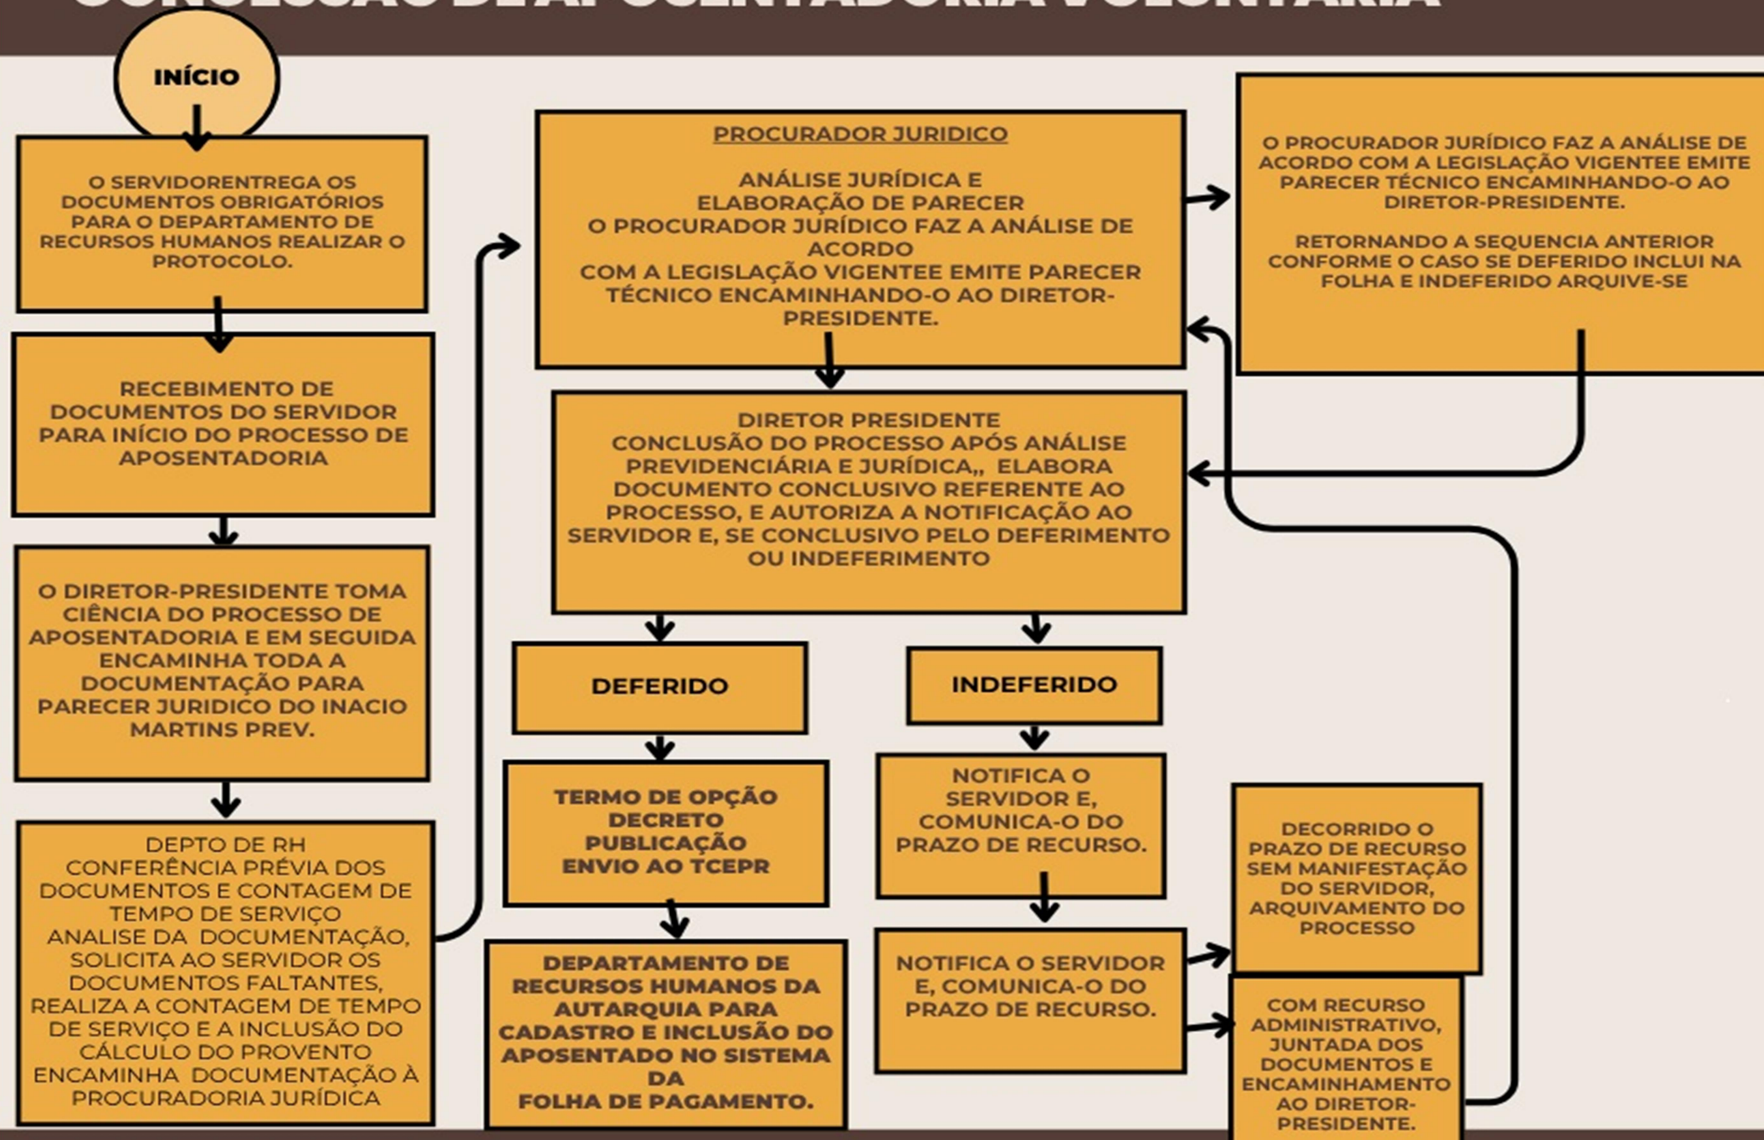 CONCESSÃO DE APOSENTADORIA VOLUNTÁRIA
INÍCIO
O SERVIDORENTREGA OS
DOCUMENTOS OBRIGATÓRIOS
PARA O DEPARTAMENTO DE
RECURSOS HUMANOS REALIZAR O
PROTOCOLO.
RECEBIMENTO DE
DOCUMENTOS DO SERVIDOR
PARA INÍCIO DO PROCESSO DE
APOSENTADORIA
O DIRETOR-PRESIDENTE TOMA
CIÊNCIA DO PROCESSO DE
APOSENTADORIA E EM SEGUIDA
ENCAMINHA TODA A
DOCUMENTAÇÃO PARA
PARECER JURIDICO DO INACIO
MARTINS PREV.
DEPTO DE RH
CONFERÊNCIA PRÉVIA DOS
DOCUMENTOS E CONTAGEM DE
TEMPO DE SERVIÇO
ANALISE DA DOCUMENTAÇÃO,
SOLICITA AO SERVIDOR OS
DOCUMENTOS FALTANTES,
REALIZA A CONTAGEM DE TEMPO
DE SERVIÇO E A INCLUSÃO DO
CÁLCULO DO PROVENTO
ENCAMINHA DOCUMENTAÇÃO À
PROCURADORIA JURÍDICA
PROCURADOR JURIDICO
ANÁLISE JURÍDICA E
ELABORAÇÃO DE PARECER
O PROCURADOR JURÍDICO FAZ A ANÁLISE DE
ACORDO
COM A LEGISLAÇÃO VIGENTEE EMITE PARECER
TÉCNICO ENCAMINHANDO-O AO DIRETOR-
PRESIDENTE.
O PROCURADOR JURÍDICO FAZ A ANÁLISE DE
ACORDO COM A LEGISLAÇÃO VIGENTEE EMITE
PARECER TÉCNICO ENCAMINHANDO-O AO
DIRETOR-PRESIDENTE.
RETORNANDO A SEQUENCIA ANTERIOR
CONFORME O CASO SE DEFERIDO INCLUI NA
FOLHA E INDEFERIDO ARQUIVE-SE
DIRETOR PRESIDENTE
CONCLUSÃO DO PROCESSO APÓS ANÁLISE
PREVIDENCIÁRIA E JURÍDICA,, ELABORA
DOCUMENTO CONCLUSIVO REFERENTE AO
PROCESSO, E AUTORIZA A NOTIFICAÇÃO AO
SERVIDOR E, SE CONCLUSIVO PELO DEFERIMENTO
OU INDEFERIMENTO
DEFERIDO
TERMO DE OPÇÃO
DECRETO
PUBLICAÇÃO
ENVIO AO TCEPR
DEPARTAMENTO DE
RECURSOS HUMANOS DA
AUTARQUIA PARA
CADASTRO E INCLUSÃO DO
APOSENTADO NO SISTEMA
DA
FOLHA DE PAGAMENTO.
INDEFERIDO
NOTIFICA O
SERVIDOR E,
COMUNICA-O DO
PRAZO DE RECURSO.
NOTIFICA O SERVIDOR
E, COMUNICA-O DO
PRAZO DE RECURSO.
DECORRIDO O
PRAZO DE RECURSO
SEM MANIFESTAÇÃO
DO SERVIDOR,
ARQUIVAMENTO DO
PROCESSO
COM RECURSO
ADMINISTRATIVO,
JUNTADA DOS
DOCUMENTOS E
ENCAMINHAMENTO
AO DIRETOR-
PRESIDENTE.